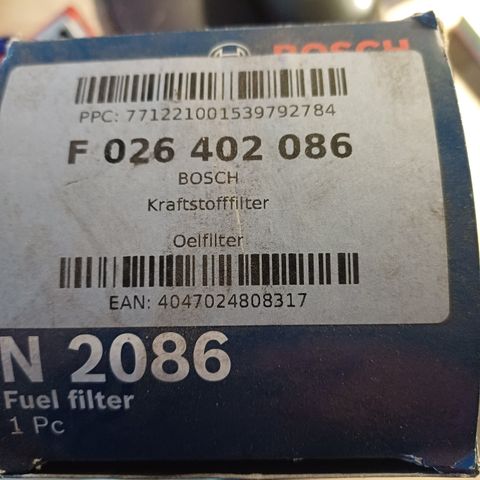 BOSCH
PPC: 771221001539792784
F 026 402 086
BOSCH
Kraftstofffilter
Oelfilter
EAN: 4047024808317
N 2086
Fuel filter
1 Pc